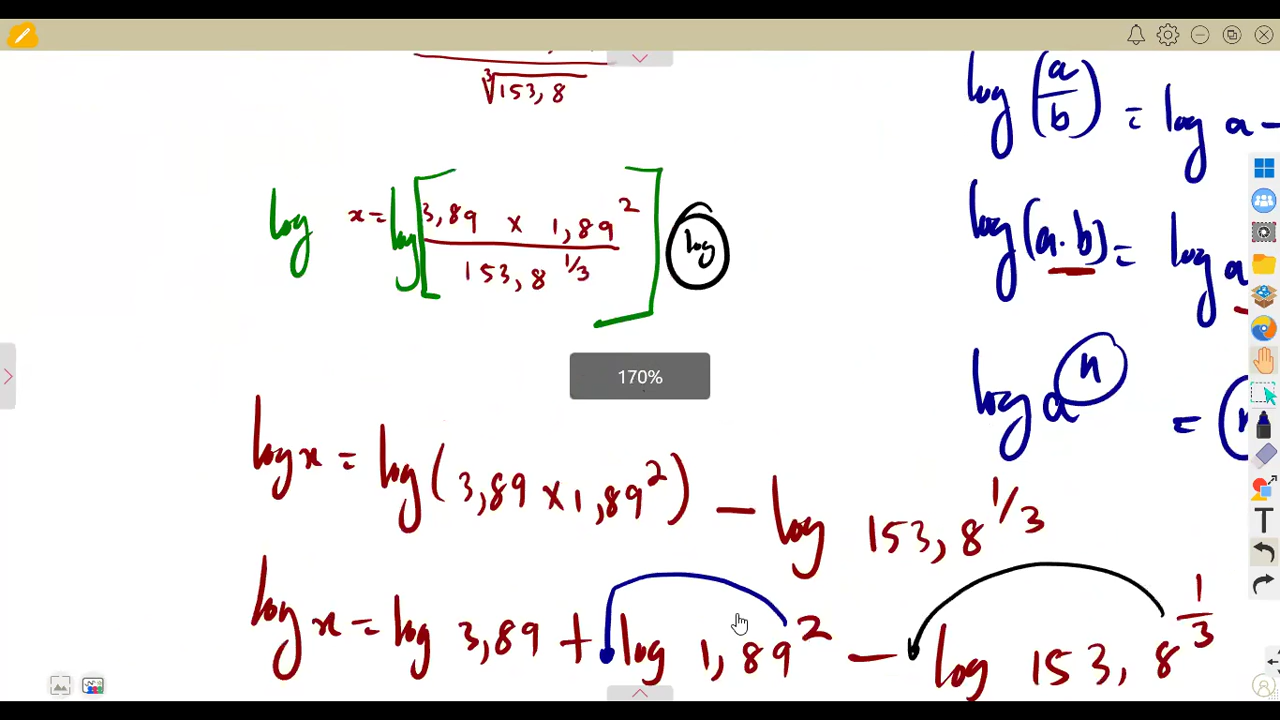 ∛153,8
log(a/b) = log a -
log x = log[3,89 x 1,89² / 153,8^1/3] log
log(a·b) = log a
170%
log a^n = n
log x = log(3,89 x 1,89²) - log 153,8^1/3
log x = log 3,89 + log 1,89² - log 153,8^1/3